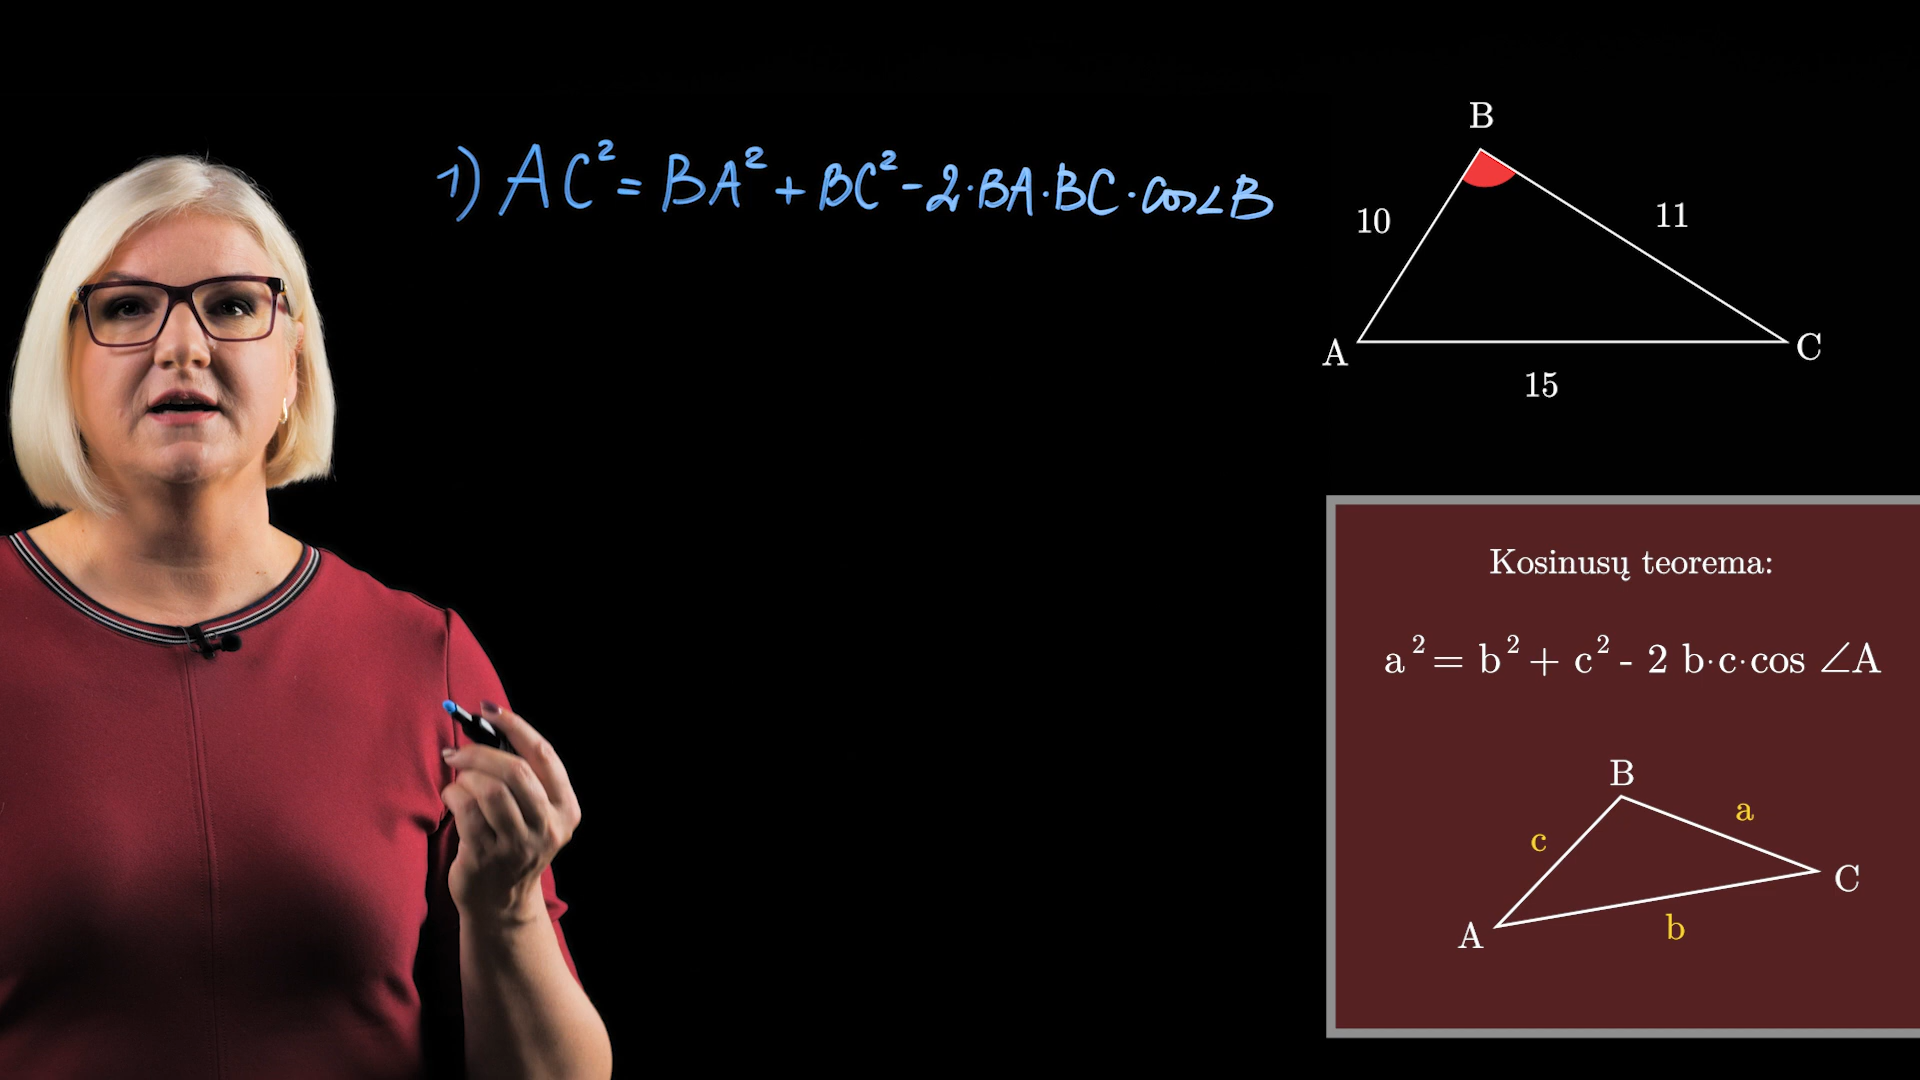 1) AC² = BA² + BC² - 2·BA·BC·cos∠B
B
10
11
A
C
15
Kosinusų teorema:
a² = b² + c² - 2 b·c·cos ∠A
B
a
c
C
A
b